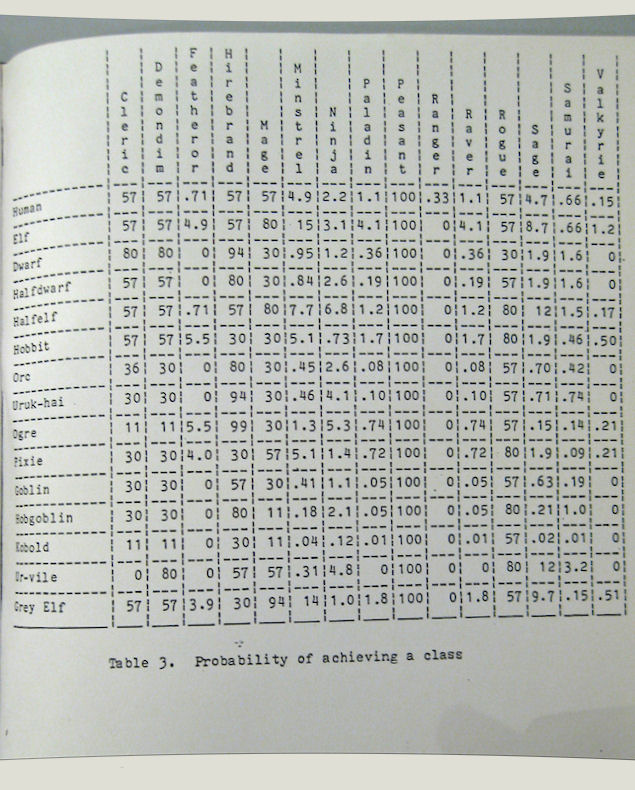 Cleric Demondim Featheror Hirebrand Mage Minstrel Ninja Paladin Peasant Ranger Raver Rogue Sage Samurai Valkyrie
Human 57 57 .71 57 57 4.9 2.2 1.1 100 .33 1.1 57 4.7 .66 .15
Elf 57 57 4.9 57 80 15 3.1 4.1 100 0 4.1 57 8.7 .66 1.2
Dwarf 80 80 0 94 30 .95 1.2 .36 100 0 .36 30 1.9 1.6 0
Halfdwarf 57 57 0 80 30 .84 2.6 .19 100 0 .19 57 1.9 1.6 0
Halfelf 57 57 .71 57 80 7.7 6.8 1.2 100 0 1.2 80 12 1.5 .17
Hobbit 57 57 5.5 30 30 5.1 .73 1.7 100 0 1.7 80 1.9 .46 .50
Orc 36 30 0 80 30 .45 2.6 .08 100 0 .08 57 .70 .42 0
Uruk-hai 30 30 0 94 30 .46 4.1 .10 100 0 .10 57 .71 .74 0
Ogre 11 11 5.5 99 30 1.3 5.3 .74 100 0 .74 57 .15 .14 .21
Pixie 30 30 4.0 30 57 5.1 1.4 .72 100 0 .72 80 1.9 .09 .21
Goblin 30 30 0 57 30 .41 1.1 .05 100 0 .05 57 .63 .19 0
Hobgoblin 30 30 0 80 11 .18 2.1 .05 100 0 .05 80 .21 1.0 0
Kobold 11 11 0 30 11 .04 .12 .01 100 0 .01 57 .02 .01 0
Ur-vile 0 80 0 57 57 .31 4.8 0 100 0 0 80 12 3.2 0
Grey Elf 57 57 3.9 30 94 14 1.0 1.8 100 0 1.8 57 9.7 .15 .51
Table 3. Probability of achieving a class